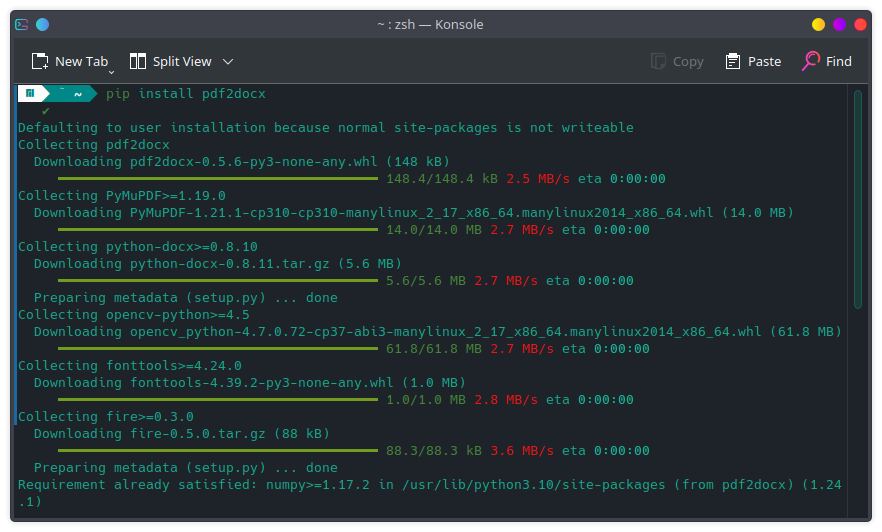 ~ : zsh — Konsole
New Tab Split View Copy Paste Find
~ pip install pdf2docx
✔
Defaulting to user installation because normal site-packages is not writeable
Collecting pdf2docx
Downloading pdf2docx-0.5.6-py3-none-any.whl (148 kB)
148.4/148.4 kB 2.5 MB/s eta 0:00:00
Collecting PyMuPDF>=1.19.0
Downloading PyMuPDF-1.21.1-cp310-cp310-manylinux_2_17_x86_64.manylinux2014_x86_64.whl (14.0 MB)
14.0/14.0 MB 2.7 MB/s eta 0:00:00
Collecting python-docx>=0.8.10
Downloading python-docx-0.8.11.tar.gz (5.6 MB)
5.6/5.6 MB 2.7 MB/s eta 0:00:00
Preparing metadata (setup.py) ... done
Collecting opencv-python>=4.5
Downloading opencv_python-4.7.0.72-cp37-abi3-manylinux_2_17_x86_64.manylinux2014_x86_64.whl (61.8 MB)
61.8/61.8 MB 2.7 MB/s eta 0:00:00
Collecting fonttools>=4.24.0
Downloading fonttools-4.39.2-py3-none-any.whl (1.0 MB)
1.0/1.0 MB 2.8 MB/s eta 0:00:00
Collecting fire>=0.3.0
Downloading fire-0.5.0.tar.gz (88 kB)
88.3/88.3 kB 3.6 MB/s eta 0:00:00
Preparing metadata (setup.py) ... done
Requirement already satisfied: numpy>=1.17.2 in /usr/lib/python3.10/site-packages (from pdf2docx) (1.24
.1)